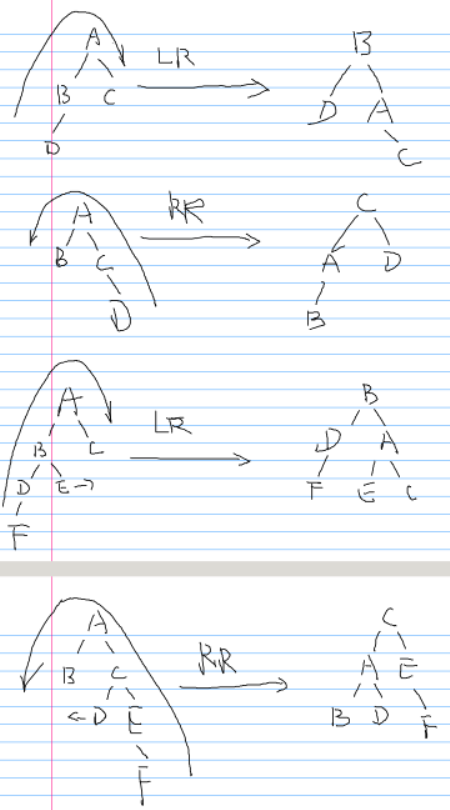 A LR B
B C D A
D C
A RR C
B C A D
D B
A LR B
B C D A
D E F E C
F
A RR C
B C A E
D E B D F
F